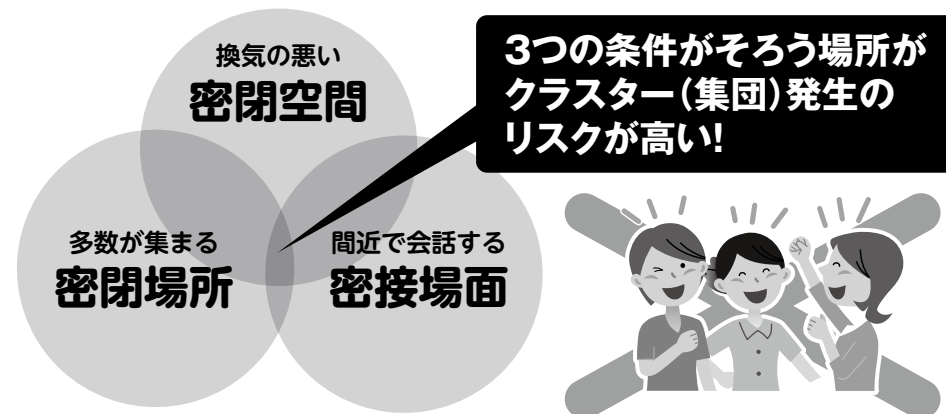 換気の悪い
密閉空間
3つの条件がそろう場所が
クラスター(集団)発生の
リスクが高い!
多数が集まる
密閉場所
間近で会話する
密接場面